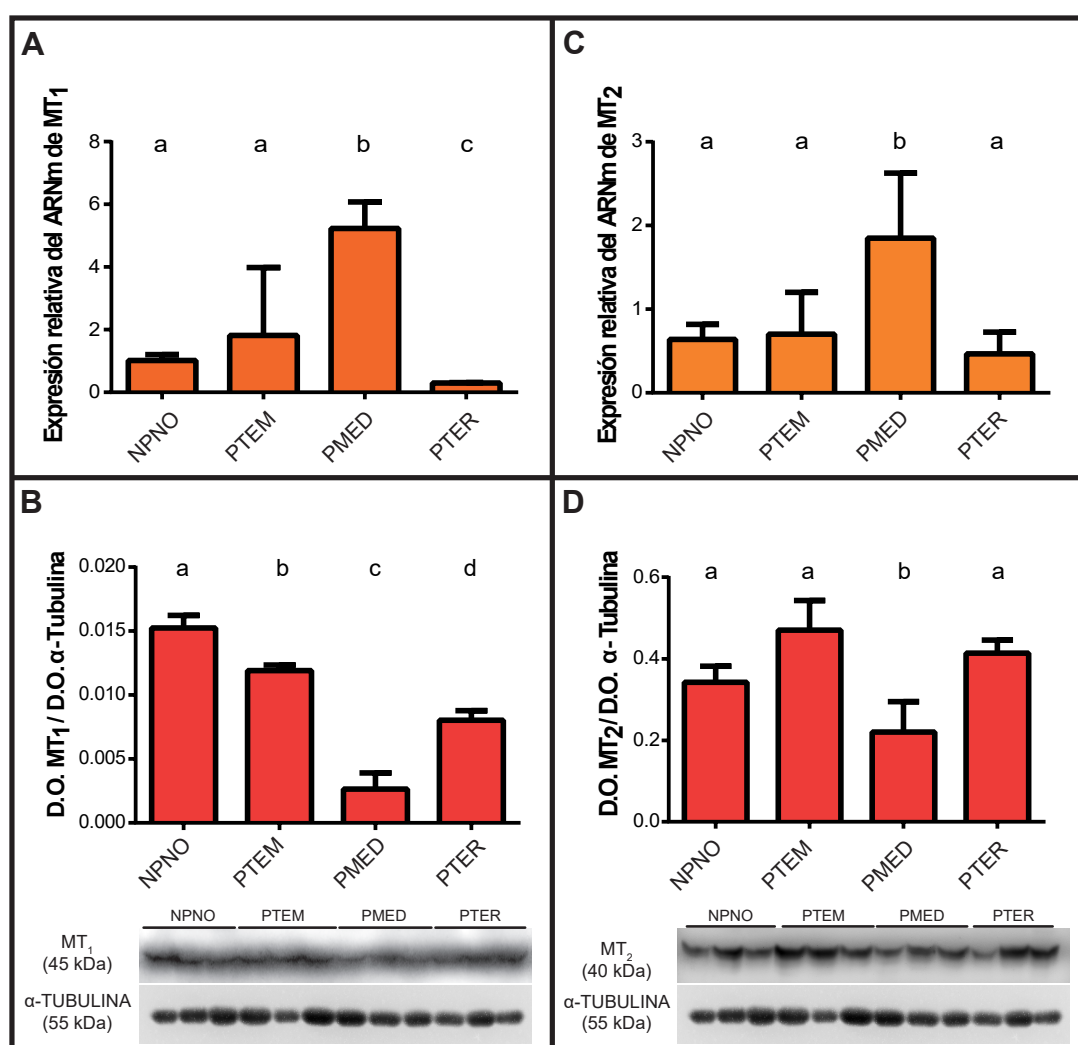 A
Expresión relativa del ARNm de MT1
8
6
4
2
0
a a b c
NPNO PTEM PMED PTER
C
Expresión relativa del ARNm de MT2
3
2
1
0
a a b a
NPNO PTEM PMED PTER
B
D.O. MT1 / D.O. α-Tubulina
0.020
0.015
0.010
0.005
0.000
a b c d
NPNO PTEM PMED PTER
NPNO PTEM PMED PTER
MT1
(45 kDa)
α-TUBULINA
(55 kDa)
D
D.O. MT2/ D.O. α- Tubulina
0.6
0.4
0.2
0.0
a a b a
NPNO PTEM PMED PTER
NPNO PTEM PMED PTER
MT2
(40 kDa)
α-TUBULINA
(55 kDa)